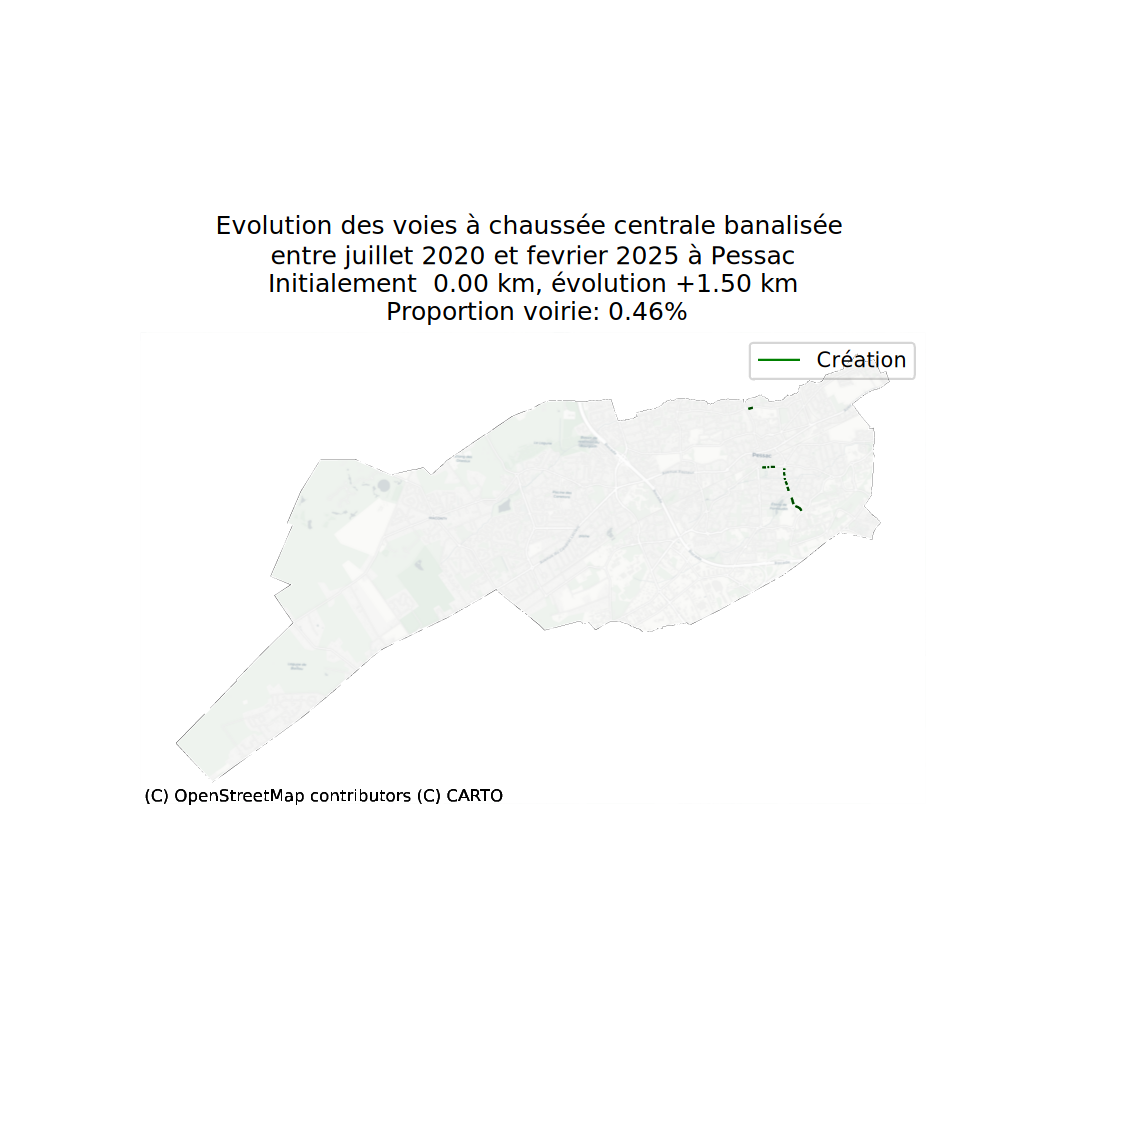 Evolution des voies à chaussée centrale banalisée
entre juillet 2020 et fevrier 2025 à Pessac
Initialement  0.00 km, évolution +1.50 km
Proportion voirie: 0.46%
Création
Pessac
(C) OpenStreetMap contributors (C) CARTO